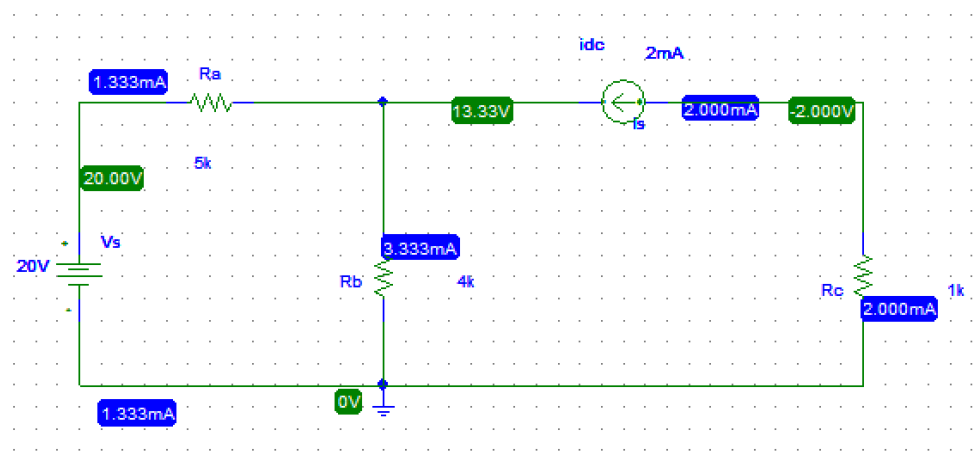 idc
2mA
1.333mA
Ra
13.33V
Is
2.000mA
-2.000V
5k
20.00V
Vs
20V
3.333mA
Rb
4k
Rc
1k
2.000mA
0V
1.333mA